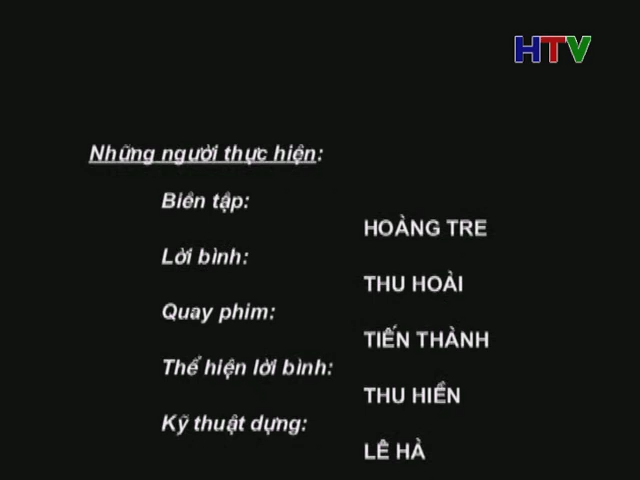 HTV
Những người thực hiện:
Biên tập:
HOÀNG TRE
Lời bình:
THU HOÀI
Quay phim:
TIẾN THÀNH
Thể hiện lời bình:
THU HIỀN
Kỹ thuật dựng:
LÊ HÀ